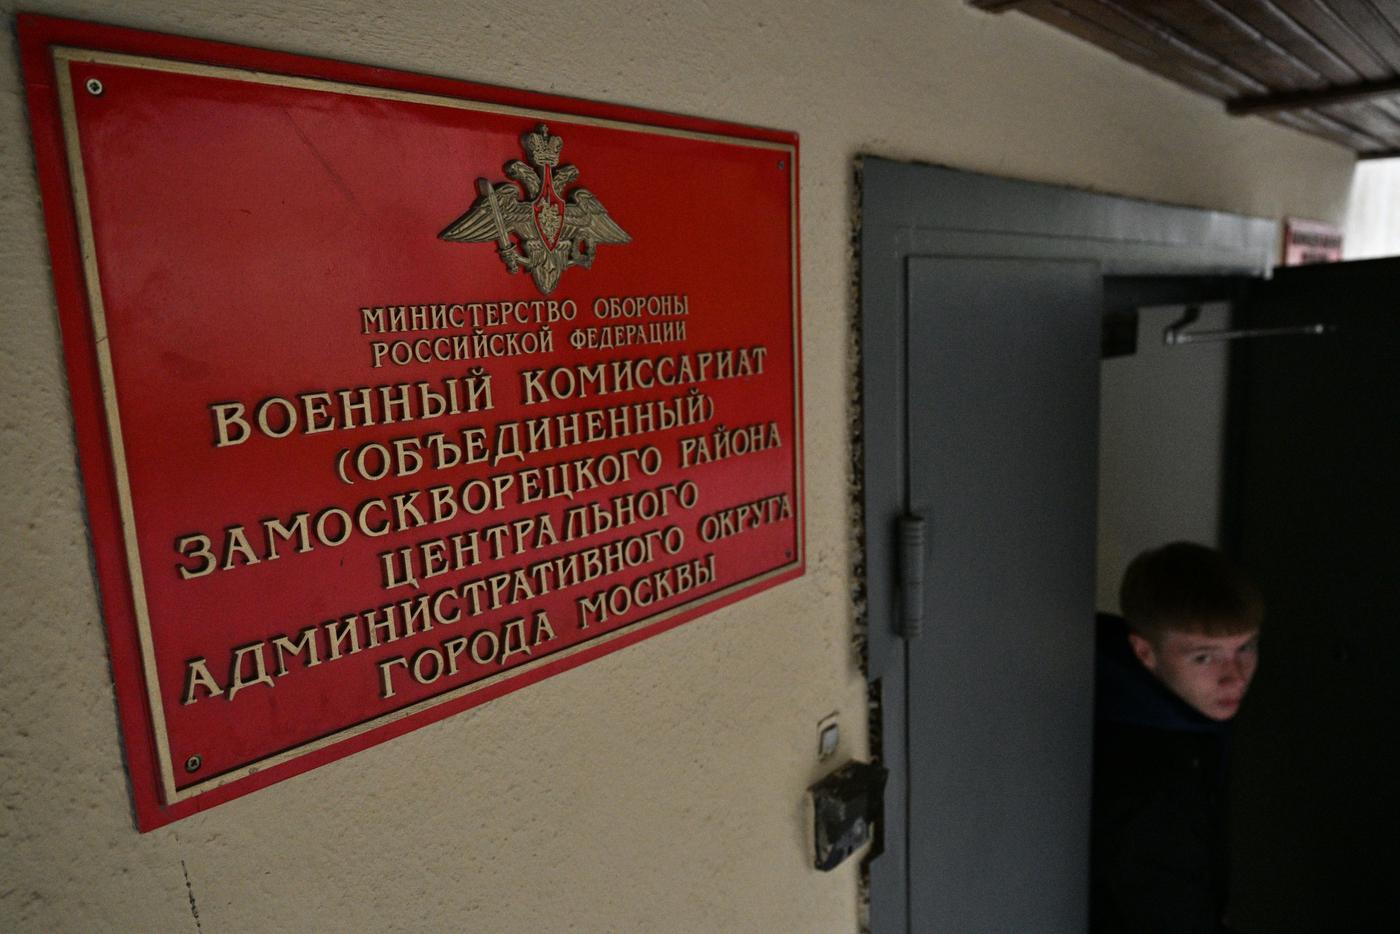 МИНИСТЕРСТВО ОБОРОНЫ
РОССИЙСКОЙ ФЕДЕРАЦИИ
ВОЕННЫЙ КОМИССАРИАТ
(ОБЪЕДИНЕННЫЙ)
ЗАМОСКВОРЕЦКОГО РАЙОНА
ЦЕНТРАЛЬНОГО
АДМИНИСТРАТИВНОГО ОКРУГА
ГОРОДА МОСКВЫ